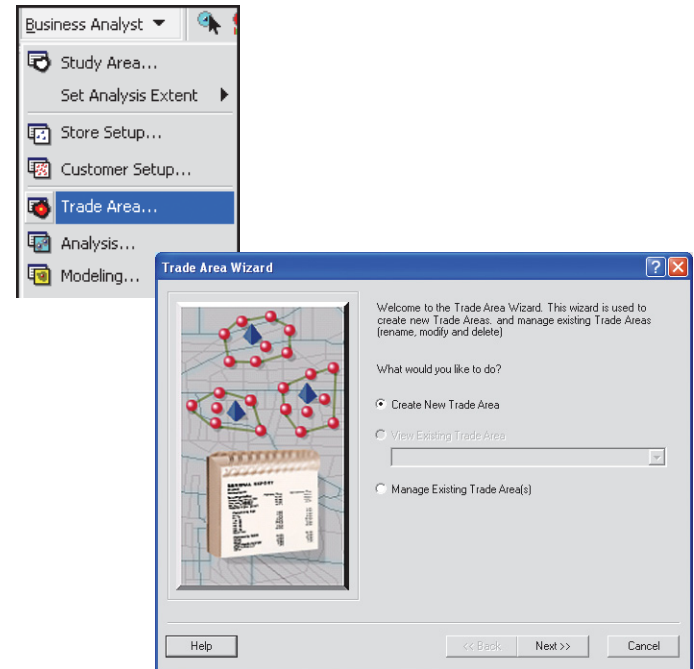 Business Analyst
Study Area...
Set Analysis Extent
Store Setup...
Customer Setup...
Trade Area...
Analysis...
Modeling...
Trade Area Wizard
Welcome to the Trade Area Wizard. This wizard is used to
create new Trade Areas. and manage existing Trade Areas
(rename, modify and delete)
What would you like to do?
Create New Trade Area
View Existing Trade Area
Manage Existing Trade Area(s)
Help
<< Back
Next >>
Cancel